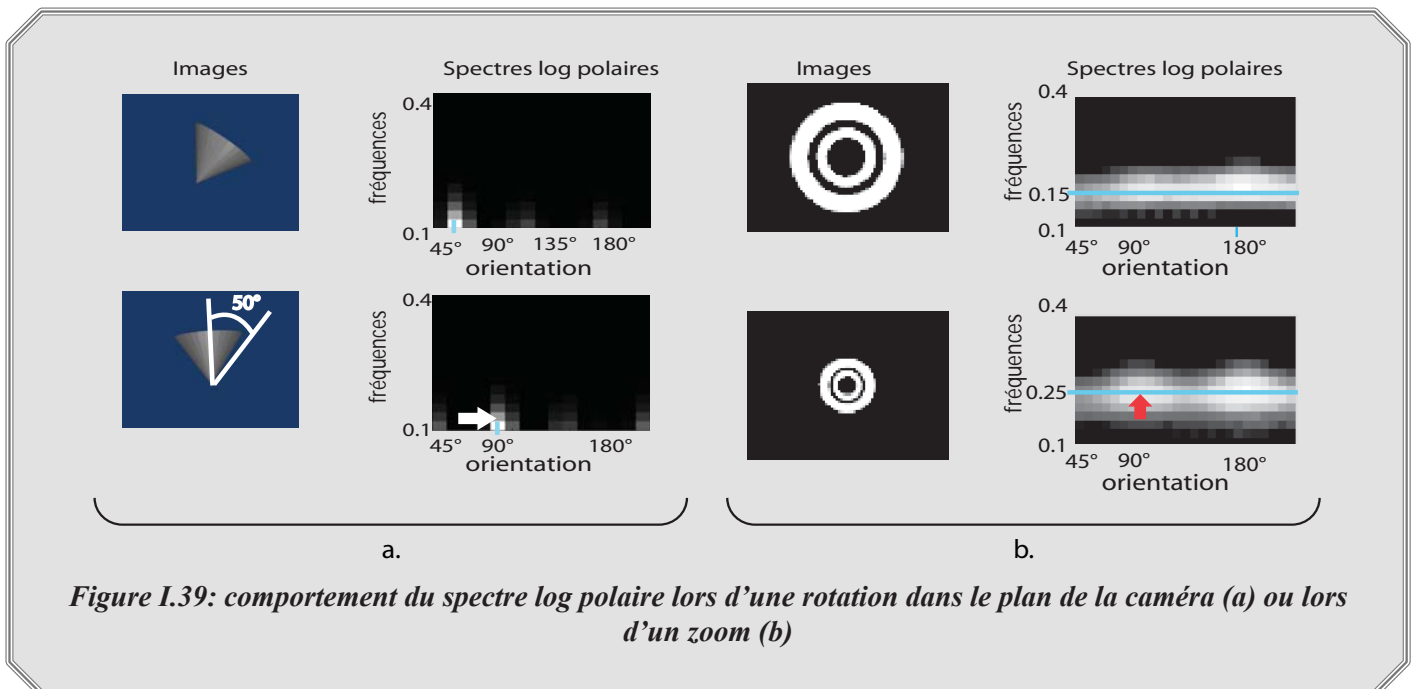 Images
Spectres log polaires
Images
Spectres log polaires
0.4
fréquences
0.1
45° 90° 135° 180°
orientation
0.4
fréquences
0.15
0.1
45° 90° 180°
orientation
50°
0.4
fréquences
0.1
45° 90° 180°
orientation
0.4
fréquences
0.25
0.1
45° 90° 180°
orientation
a.
b.
Figure I.39: comportement du spectre log polaire lors d’une rotation dans le plan de la caméra (a) ou lors
d’un zoom (b)